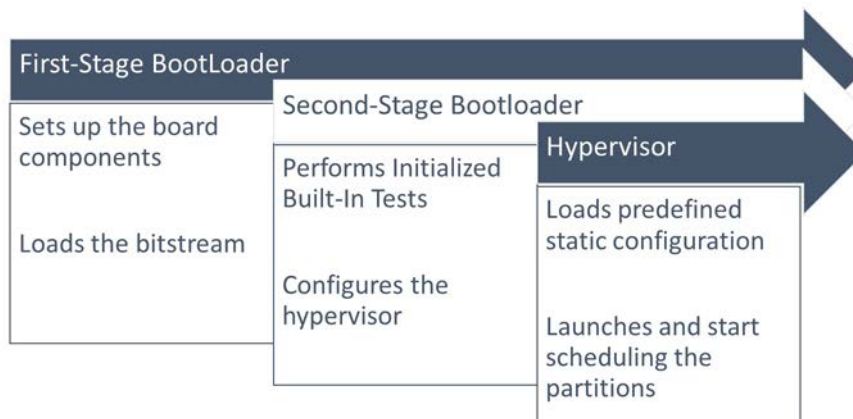 First-Stage BootLoader
Sets up the board
components
Loads the bitstream
Second-Stage Bootloader
Performs Initialized
Built-In Tests
Configures the
hypervisor
Hypervisor
Loads predefined
static configuration
Launches and start
scheduling the
partitions